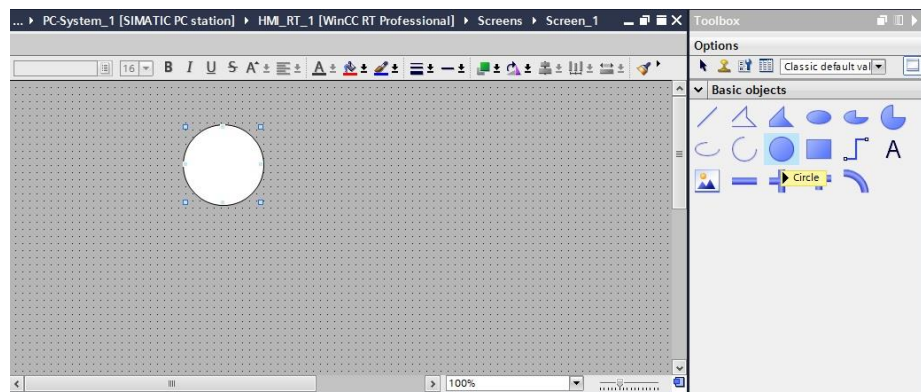 ... ▸ PC-System_1 [SIMATIC PC station] ▸ HMI_RT_1 [WinCC RT Professional] ▸ Screens ▸ Screen_1
Toolbox
Options
16 B I U S A A
Classic default val
Basic objects
A
Circle
100%